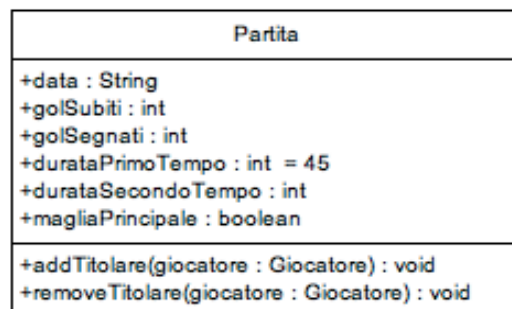 Partita
+data : String
+golSubiti : int
+golSegnati : int
+durataPrimoTempo : int = 45
+durataSecondoTempo : int
+magliaPrincipale : boolean
+addTitolare(giocatore : Giocatore) : void
+removeTitolare(giocatore : Giocatore) : void